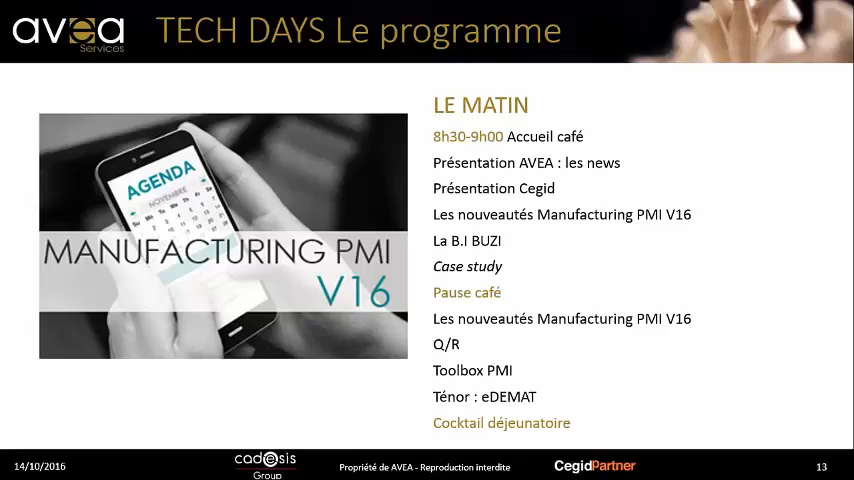 avea
Services
TECH DAYS Le programme
AGENDA
NOVEMBRE
MANUFACTURING PMI
V16
LE MATIN
8h30-9h00 Accueil café
Présentation AVEA : les news
Présentation Cegid
Les nouveautés Manufacturing PMI V16
La B.I BUZI
Case study
Pause café
Les nouveautés Manufacturing PMI V16
Q/R
Toolbox PMI
Ténor : eDEMAT
Cocktail déjeunatoire
14/10/2016
cadesis
Group
Propriété de AVEA - Reproduction interdite
CegidPartner
13